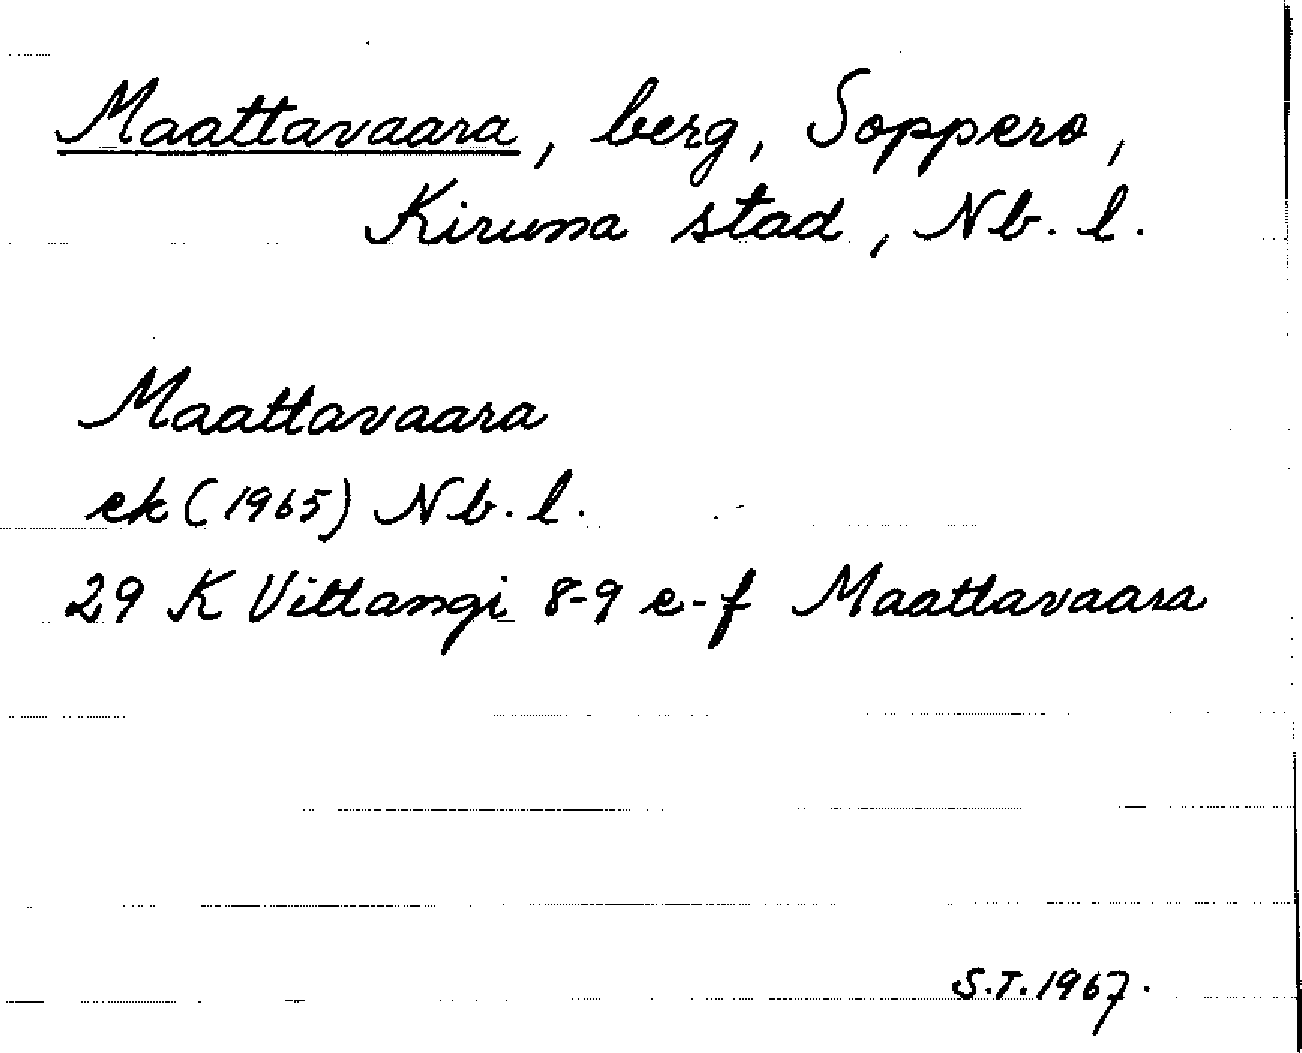 Maattavaara, berg, Soppero,
Kiruna stad, Nb. l.
Maattavaara
ek (1965) Nb. l.
29 K Vittangi 8-9 e-f Maattavaara
S.T. 1967.